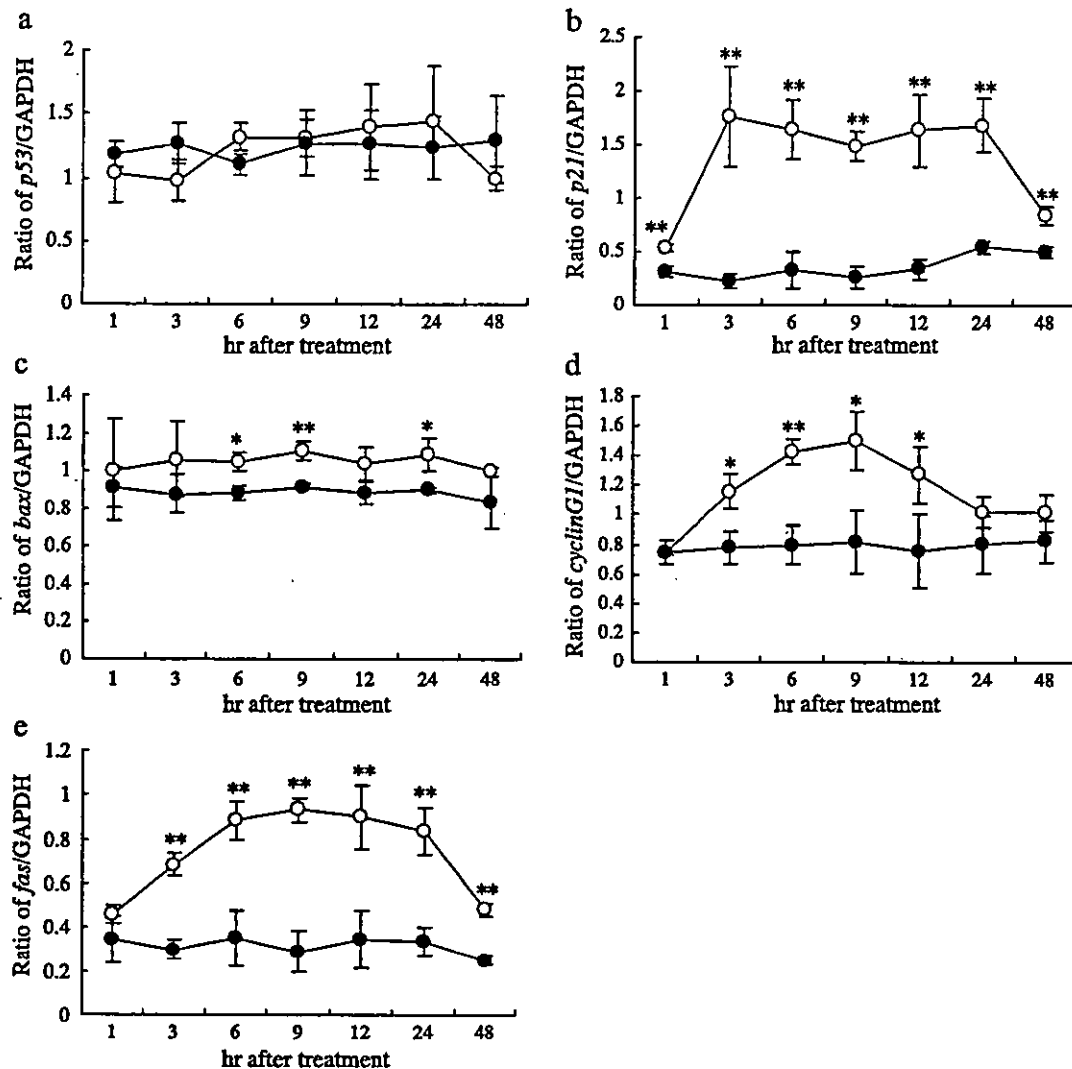 a
Ratio of p53/GAPDH
2
1.5
1
0.5
0
1 3 6 9 12 24 48
hr after treatment
b
Ratio of p21/GAPDH
2.5
2
1.5
1
0.5
0
** ** ** ** ** ** **
1 3 6 9 12 24 48
hr after treatment
c
Ratio of bax/GAPDH
1.4
1.2
1
0.8
0.6
0.4
0.2
0
* ** *
1 3 6 9 12 24 48
hr after treatment
d
Ratio of cyclinG1/GAPDH
1.8
1.6
1.4
1.2
1
0.8
0.6
0.4
0.2
0
* ** * *
1 3 6 9 12 24 48
hr after treatment
e
Ratio of fas/GAPDH
1.2
1
0.8
0.6
0.4
0.2
0
** ** ** ** ** **
1 3 6 9 12 24 48
hr after treatment